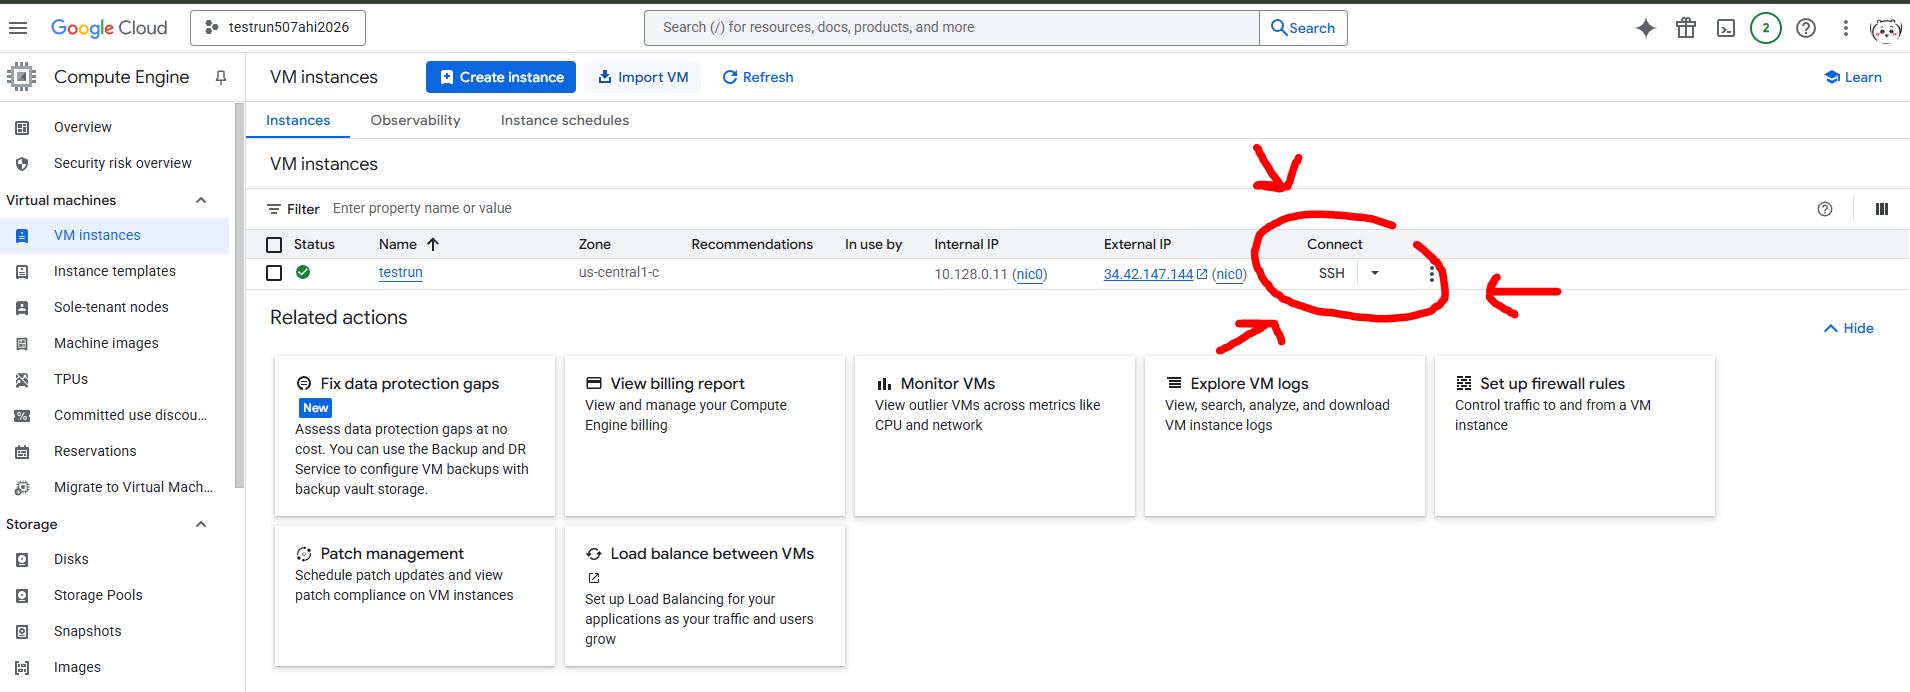 Google Cloud
testrun507ahi2026
Search (/) for resources, docs, products, and more
Search
2
Compute Engine
VM instances
Create instance
Import VM
Refresh
Learn
Overview
Security risk overview
Virtual machines
VM instances
Instance templates
Sole-tenant nodes
Machine images
TPUs
Committed use discou...
Reservations
Migrate to Virtual Mach...
Storage
Disks
Storage Pools
Snapshots
Images
Instances
Observability
Instance schedules
VM instances
Filter Enter property name or value
Status Name Zone Recommendations In use by Internal IP External IP Connect
testrun us-central1-c 10.128.0.11 (nic0) 34.42.147.144 (nic0) SSH
Related actions
Hide
Fix data protection gaps
New
Assess data protection gaps at no
cost. You can use the Backup and DR
Service to configure VM backups with
backup vault storage.
View billing report
View and manage your Compute
Engine billing
Monitor VMs
View outlier VMs across metrics like
CPU and network
Explore VM logs
View, search, analyze, and download
VM instance logs
Set up firewall rules
Control traffic to and from a VM
instance
Patch management
Schedule patch updates and view
patch compliance on VM instances
Load balance between VMs
Set up Load Balancing for your
applications as your traffic and users
grow